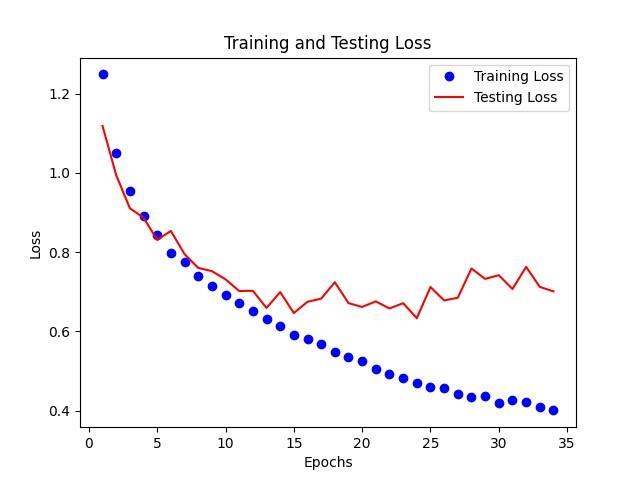 Training and Testing Loss
Training Loss
Testing Loss
1.2
1.0
0.8
0.6
0.4
Loss
0 5 10 15 20 25 30 35
Epochs